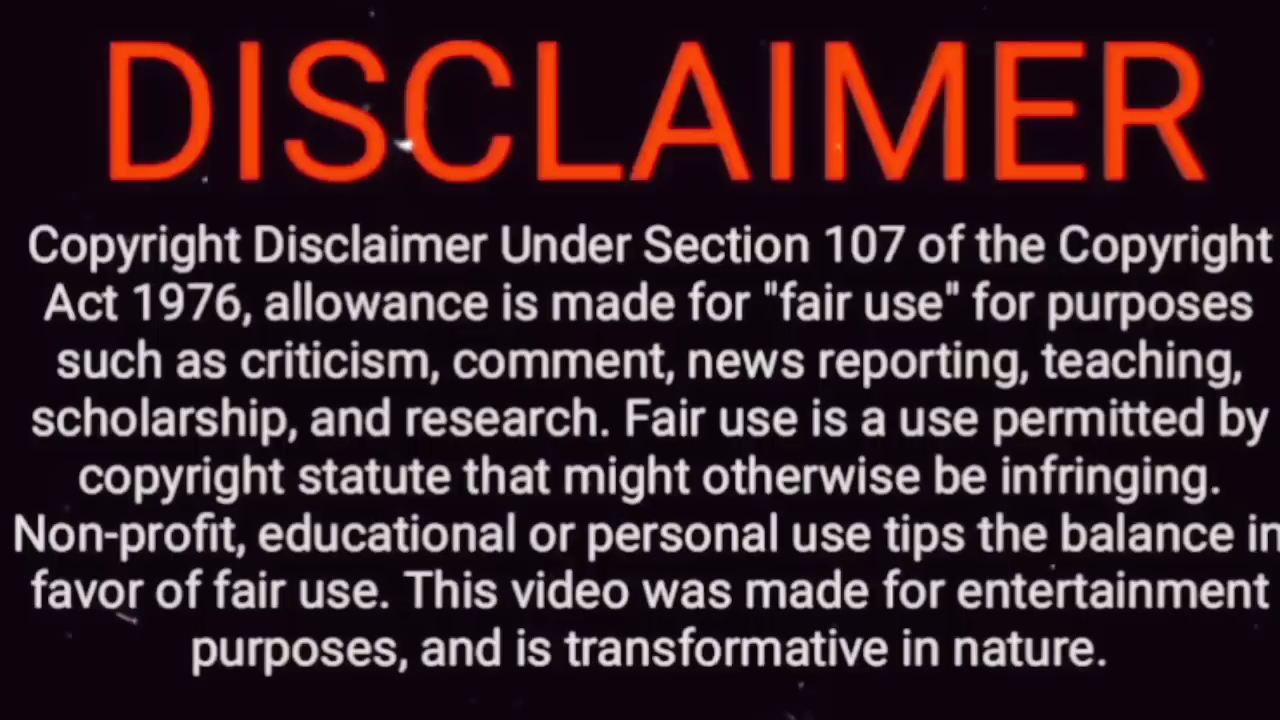 DISCLAIMER
Copyright Disclaimer Under Section 107 of the Copyright
Act 1976, allowance is made for "fair use" for purposes
such as criticism, comment, news reporting, teaching,
scholarship, and research. Fair use is a use permitted by
copyright statute that might otherwise be infringing.
Non-profit, educational or personal use tips the balance in
favor of fair use. This video was made for entertainment
purposes, and is transformative in nature.